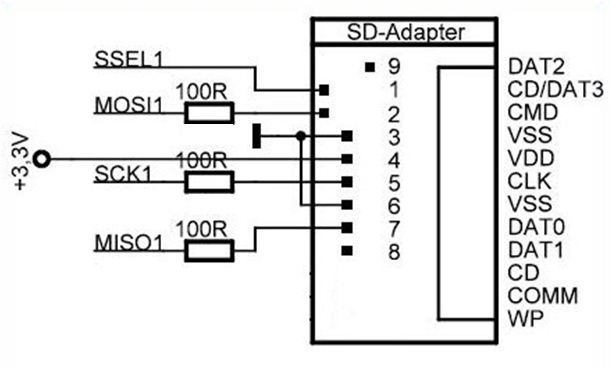 SD-Adapter
SSEL1
9 DAT2
100R 1 CD/DAT3
MOSI1 2 CMD
3 VSS
+3,3V
100R 4 VDD
SCK1 5 CLK
6 VSS
100R 7 DAT0
MISO1 8 DAT1
CD
COMM
WP